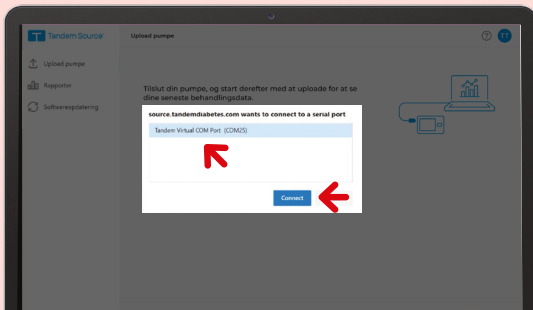 Tandem Source
Upload pumpe
? TT
Upload pumpe
Rapporter
Softwareopdatering
Tilslut din pumpe, og start derefter med at uploade for at se
dine seneste behandlingsdata.
source.tandemdiabetes.com wants to connect to a serial port
Tandem Virtual COM Port (COM25)
Connect